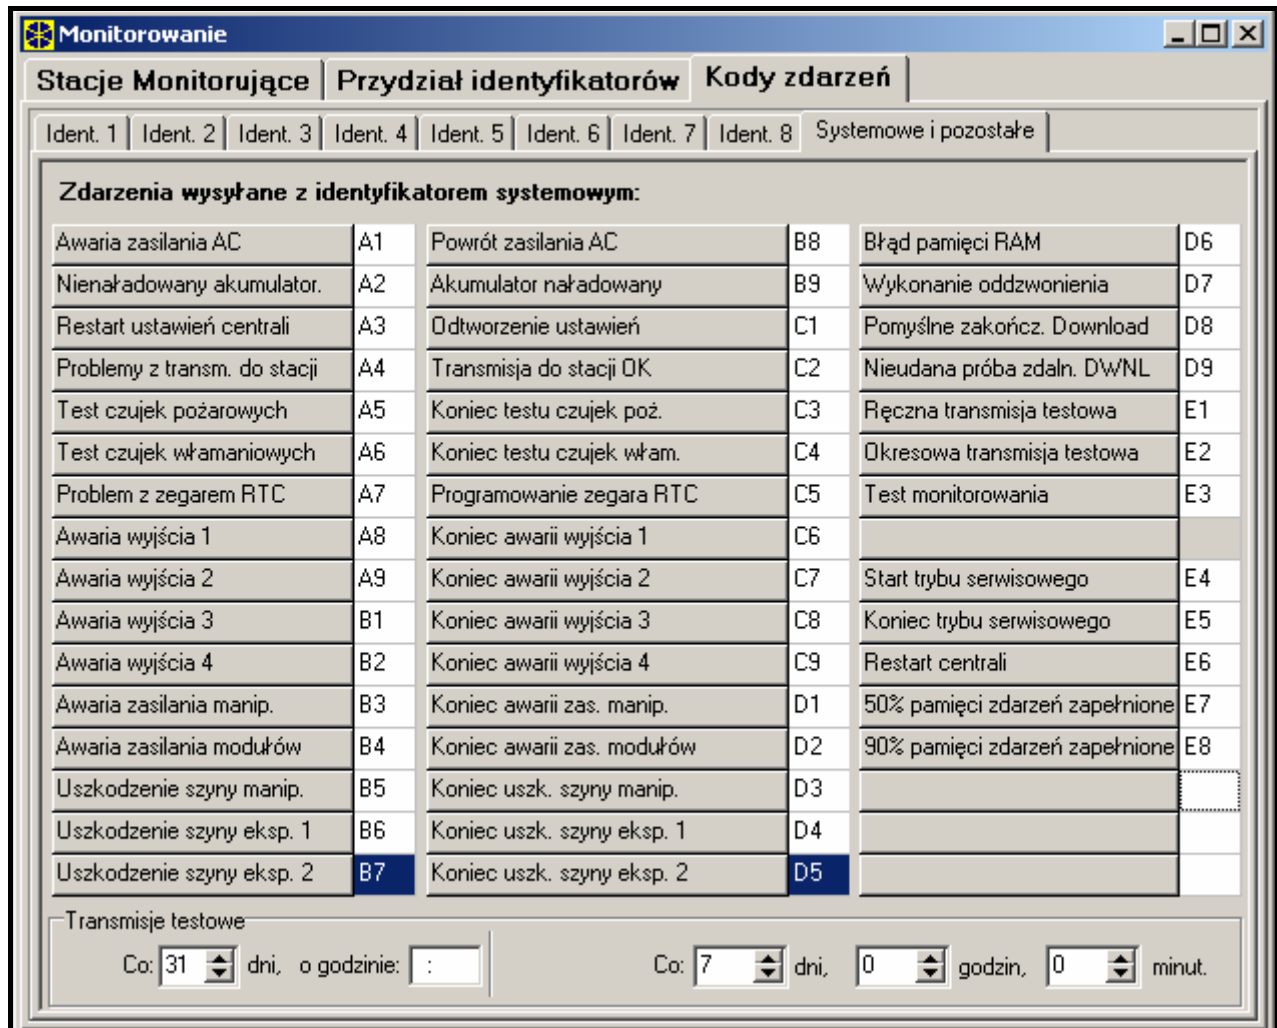 Monitorowanie
Stacje Monitorujące Przydział identyfikatorów Kody zdarzeń
Ident. 1 Ident. 2 Ident. 3 Ident. 4 Ident. 5 Ident. 6 Ident. 7 Ident. 8 Systemowe i pozostałe
Zdarzenia wysyłane z identyfikatorem systemowym:
Awaria zasilania AC A1 Powrót zasilania AC B8 Błąd pamięci RAM D6
Nienaładowany akumulator. A2 Akumulator naładowany B9 Wykonanie oddzwonienia D7
Restart ustawień centrali A3 Odtworzenie ustawień C1 Pomyślne zakończ. Download D8
Problemy z transm. do stacji A4 Transmisja do stacji OK C2 Nieudana próba zdaln. DWNL D9
Test czujek pożarowych A5 Koniec testu czujek poż. C3 Ręczna transmisja testowa E1
Test czujek włamaniowych A6 Koniec testu czujek włam. C4 Okresowa transmisja testowa E2
Problem z zegarem RTC A7 Programowanie zegara RTC C5 Test monitorowania E3
Awaria wyjścia 1 A8 Koniec awarii wyjścia 1 C6
Awaria wyjścia 2 A9 Koniec awarii wyjścia 2 C7 Start trybu serwisowego E4
Awaria wyjścia 3 B1 Koniec awarii wyjścia 3 C8 Koniec trybu serwisowego E5
Awaria wyjścia 4 B2 Koniec awarii wyjścia 4 C9 Restart centrali E6
Awaria zasilania manip. B3 Koniec awarii zas. manip. D1 50% pamięci zdarzeń zapełnione E7
Awaria zasilania modułów B4 Koniec awarii zas. modułów D2 90% pamięci zdarzeń zapełnione E8
Uszkodzenie szyny manip. B5 Koniec uszk. szyny manip. D3
Uszkodzenie szyny eksp. 1 B6 Koniec uszk. szyny eksp. 1 D4
Uszkodzenie szyny eksp. 2 B7 Koniec uszk. szyny eksp. 2 D5
Transmisje testowe
Co: 31 dni, o godzinie: : Co: 7 dni, 0 godzin, 0 minut.